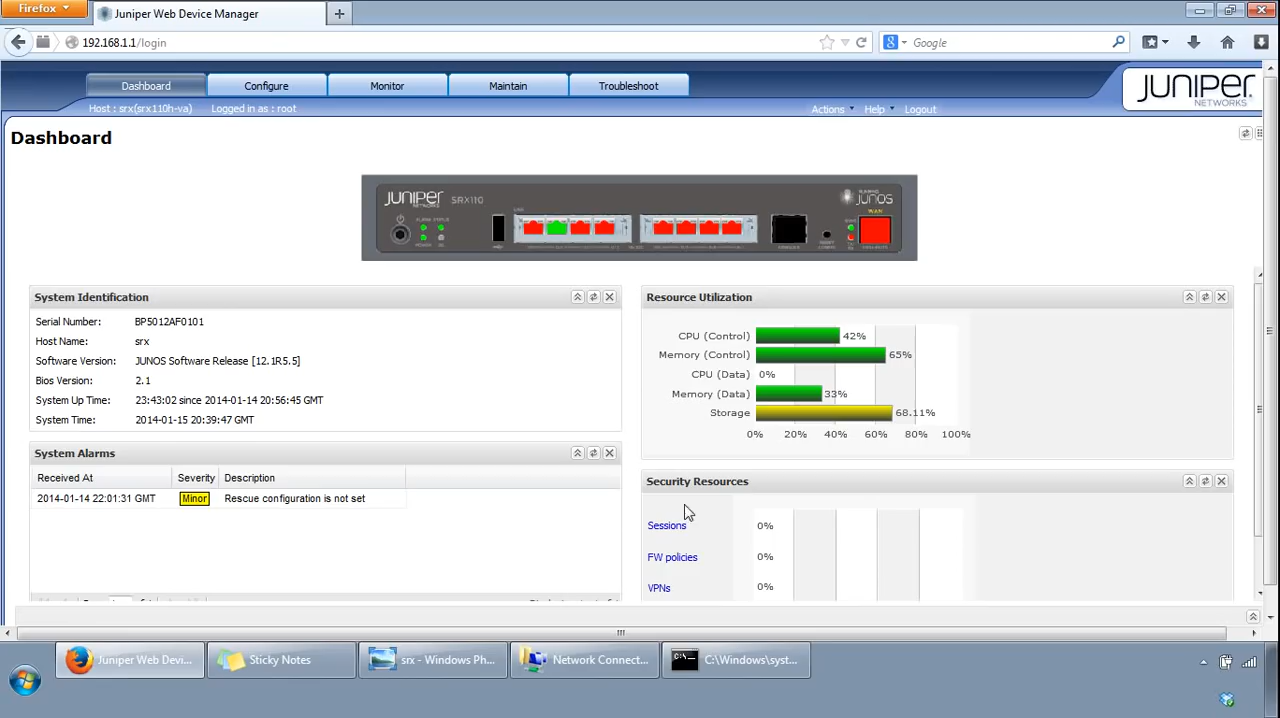 Firefox
Juniper Web Device Manager
192.168.1.1/login
Google
Dashboard
Configure
Monitor
Maintain
Troubleshoot
JUNIPER
NETWORKS
Host : srx(srx110h-va)
Logged in as : root
Actions
Help
Logout
Dashboard
JUNIPER
NETWORKS
SRX110
JUNOS
WAN
System Identification
Serial Number: BP5012AF0101
Host Name: srx
Software Version: JUNOS Software Release [12.1R5.5]
Bios Version: 2.1
System Up Time: 23:43:02 since 2014-01-14 20:56:45 GMT
System Time: 2014-01-15 20:39:47 GMT
Resource Utilization
CPU (Control) 42%
Memory (Control) 65%
CPU (Data) 0%
Memory (Data) 33%
Storage 68.11%
0% 20% 40% 60% 80% 100%
System Alarms
Received At Severity Description
2014-01-14 22:01:31 GMT Minor Rescue configuration is not set
Security Resources
Sessions 0%
FW policies 0%
VPNs 0%
Juniper Web Devi...
Sticky Notes
srx - Windows Ph...
Network Connect...
C:\Windows\syst...